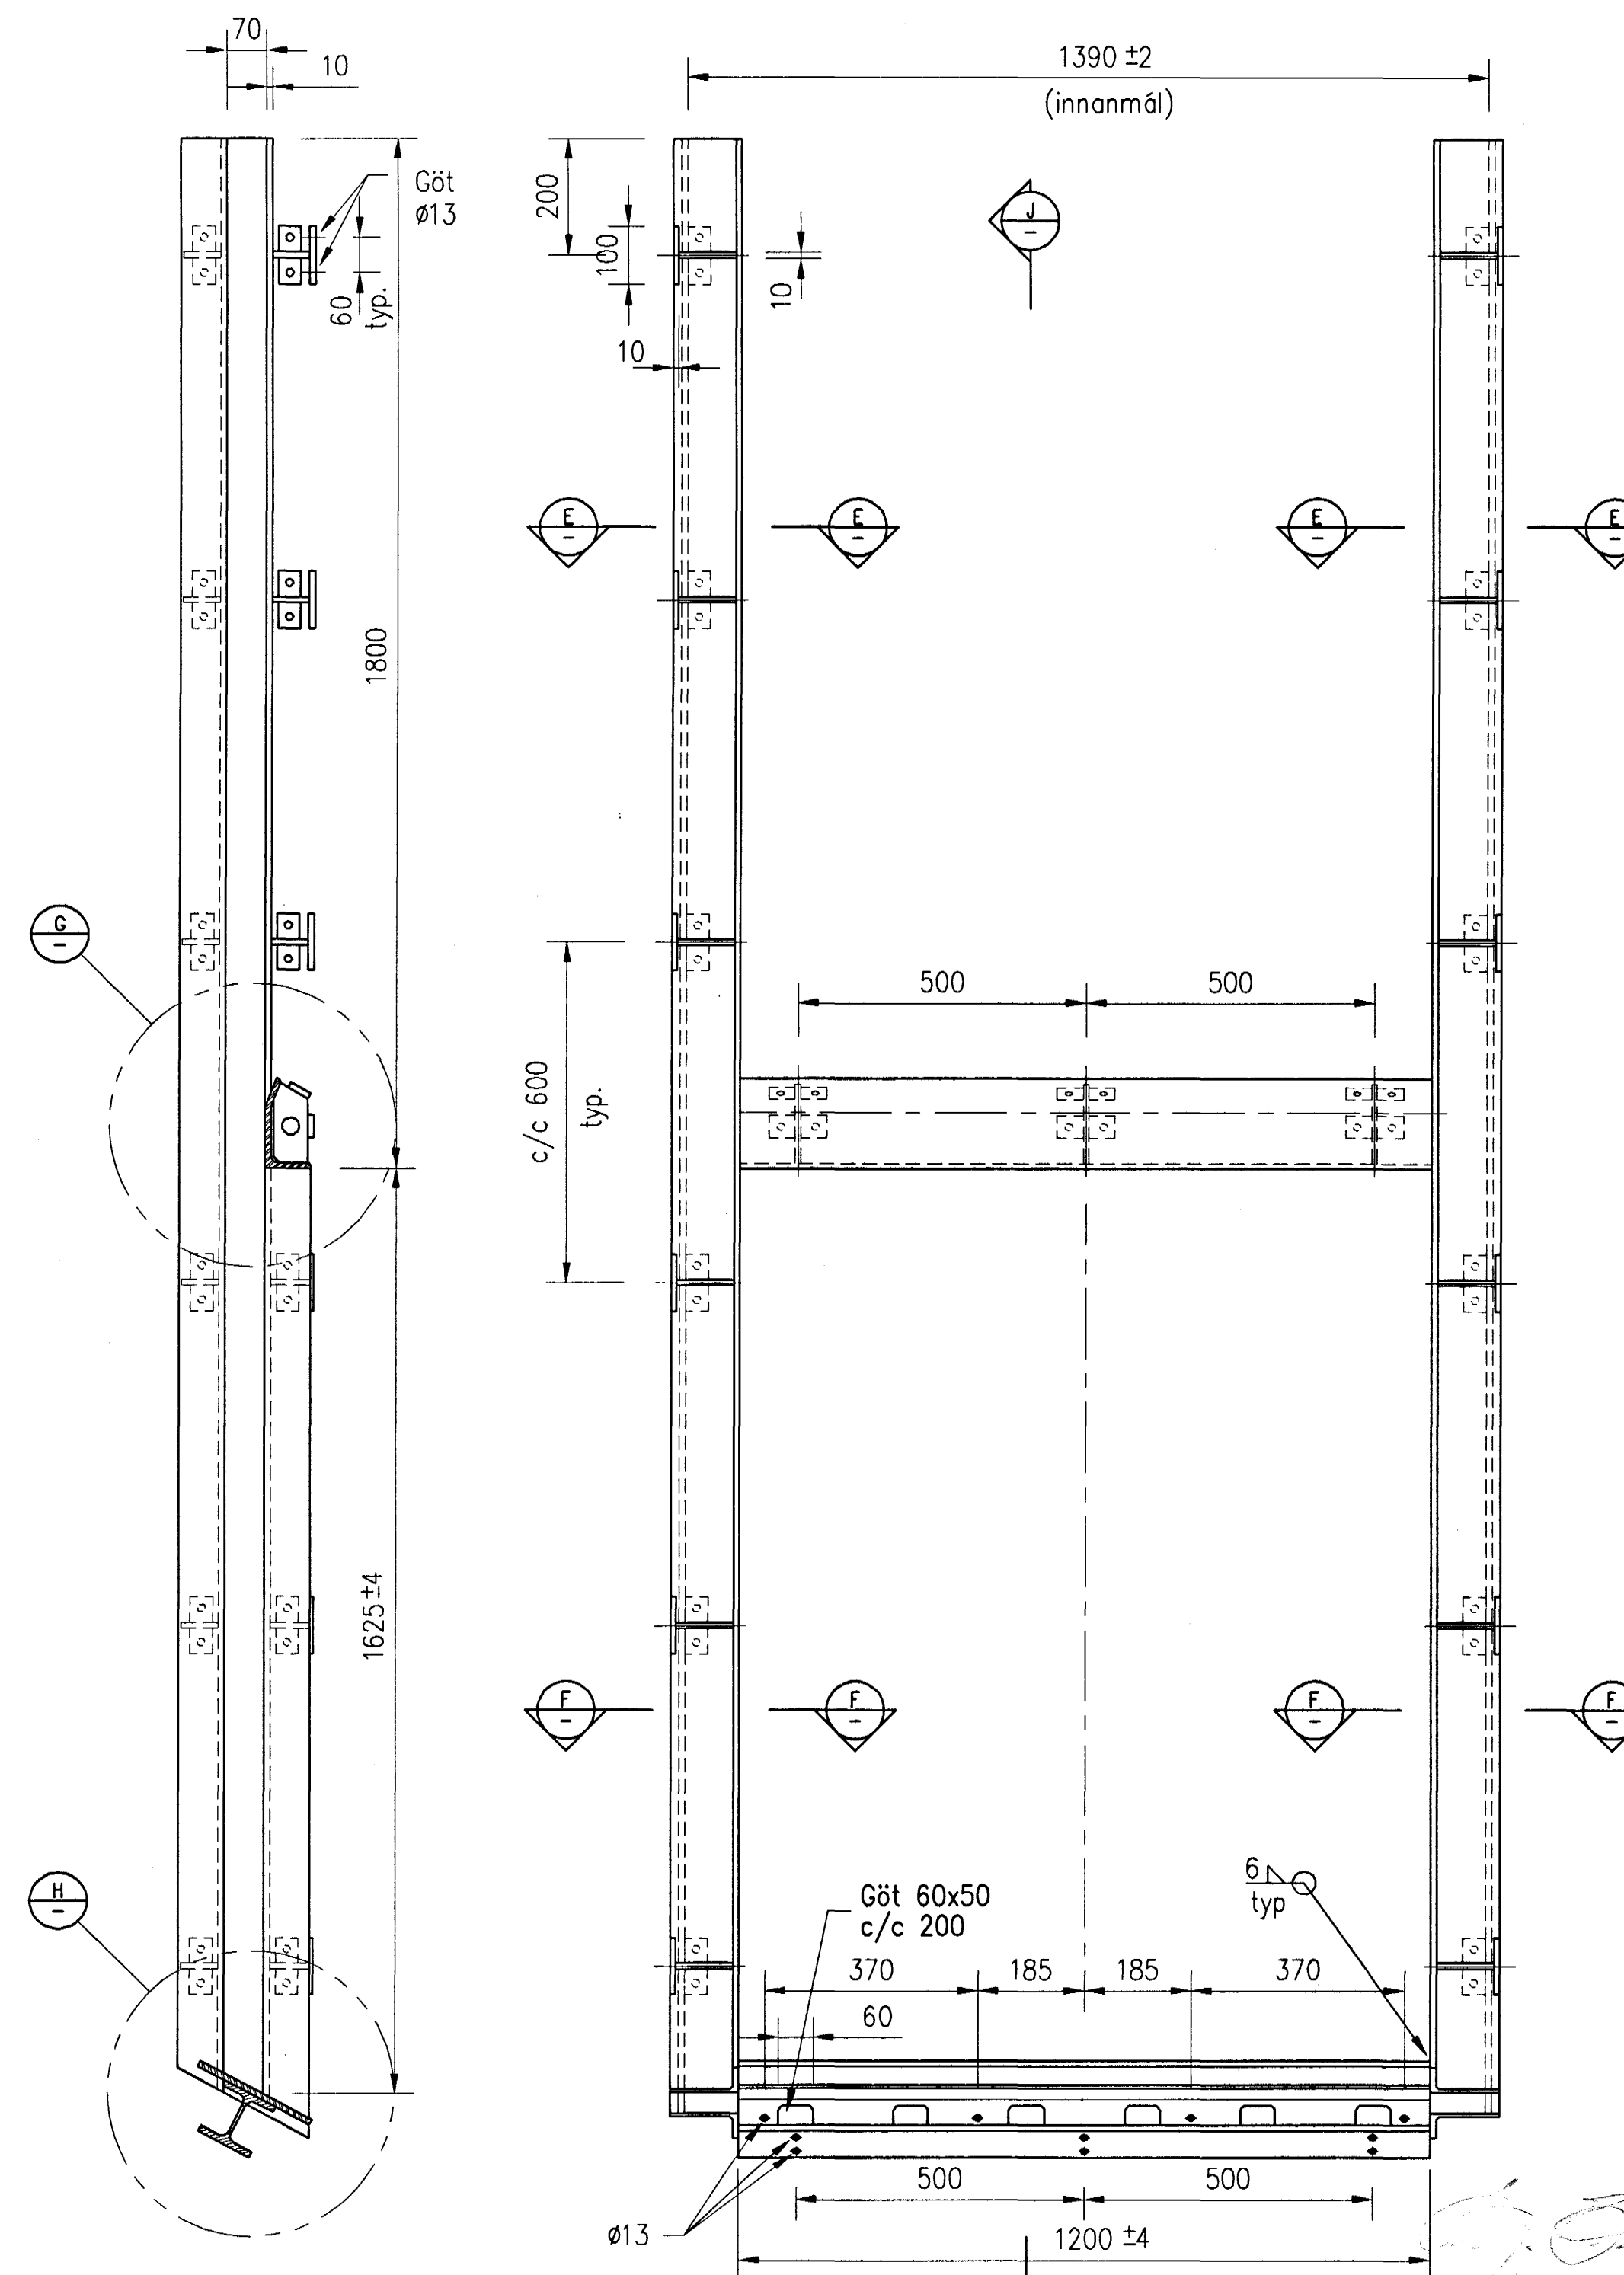 70
10
1390 ±2
(innanmál)
Göt
ø13
60
typ.
200
100
10
10
J
-
E
-
E
-
E
-
E
-
1800
G
-
500
500
c/c 600
typ.
1625±4
F
-
F
-
F
-
F
-
H
-
Göt 60x50
c/c 200
6
typ
370
185
185
370
60
500
500
ø13
1200 ±4